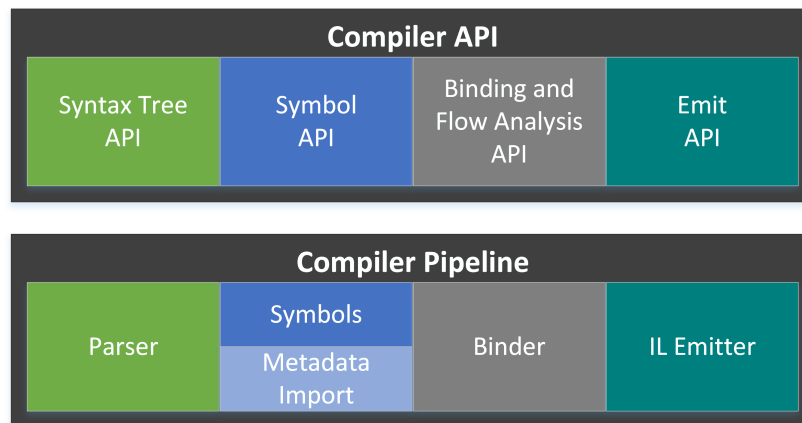 Compiler API
Syntax Tree
API
Symbol
API
Binding and
Flow Analysis
API
Emit
API
Compiler Pipeline
Parser
Symbols
Metadata
Import
Binder
IL Emitter